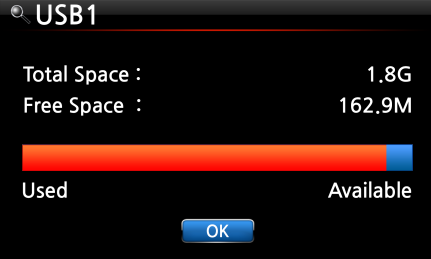 USB1
Total Space : 1.8G
Free Space : 162.9M
Used Available
OK